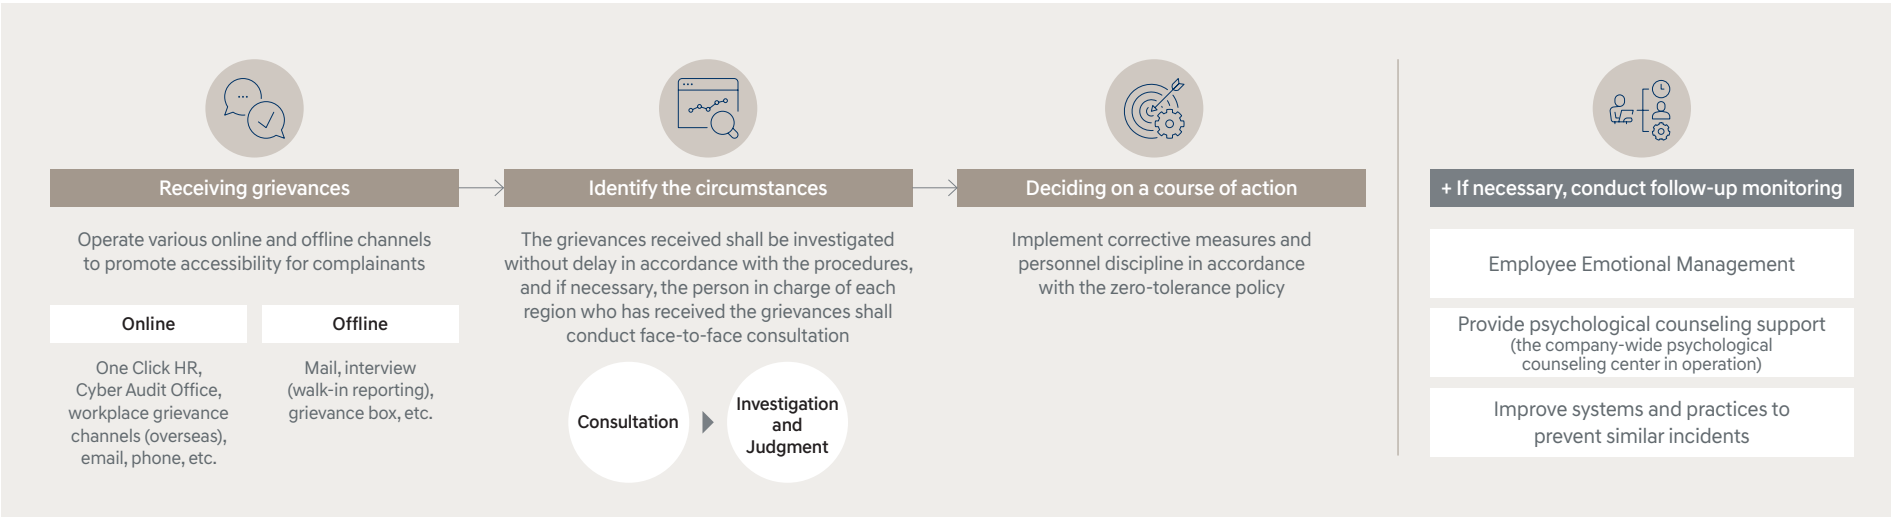 Receiving grievances
Operate various online and offline channels
to promote accessibility for complainants
Online
One Click HR,
Cyber Audit Office,
workplace grievance
channels (overseas),
email, phone, etc.
Offline
Mail, interview
(walk-in reporting),
grievance box, etc.
Identify the circumstances
The grievances received shall be investigated
without delay in accordance with the procedures,
and if necessary, the person in charge of each
region who has received the grievances shall
conduct face-to-face consultation
Consultation
Investigation
and
Judgment
Deciding on a course of action
Implement corrective measures and
personnel discipline in accordance
with the zero-tolerance policy
+ If necessary, conduct follow-up monitoring
Employee Emotional Management
Provide psychological counseling support
(the company-wide psychological
counseling center in operation)
Improve systems and practices to
prevent similar incidents